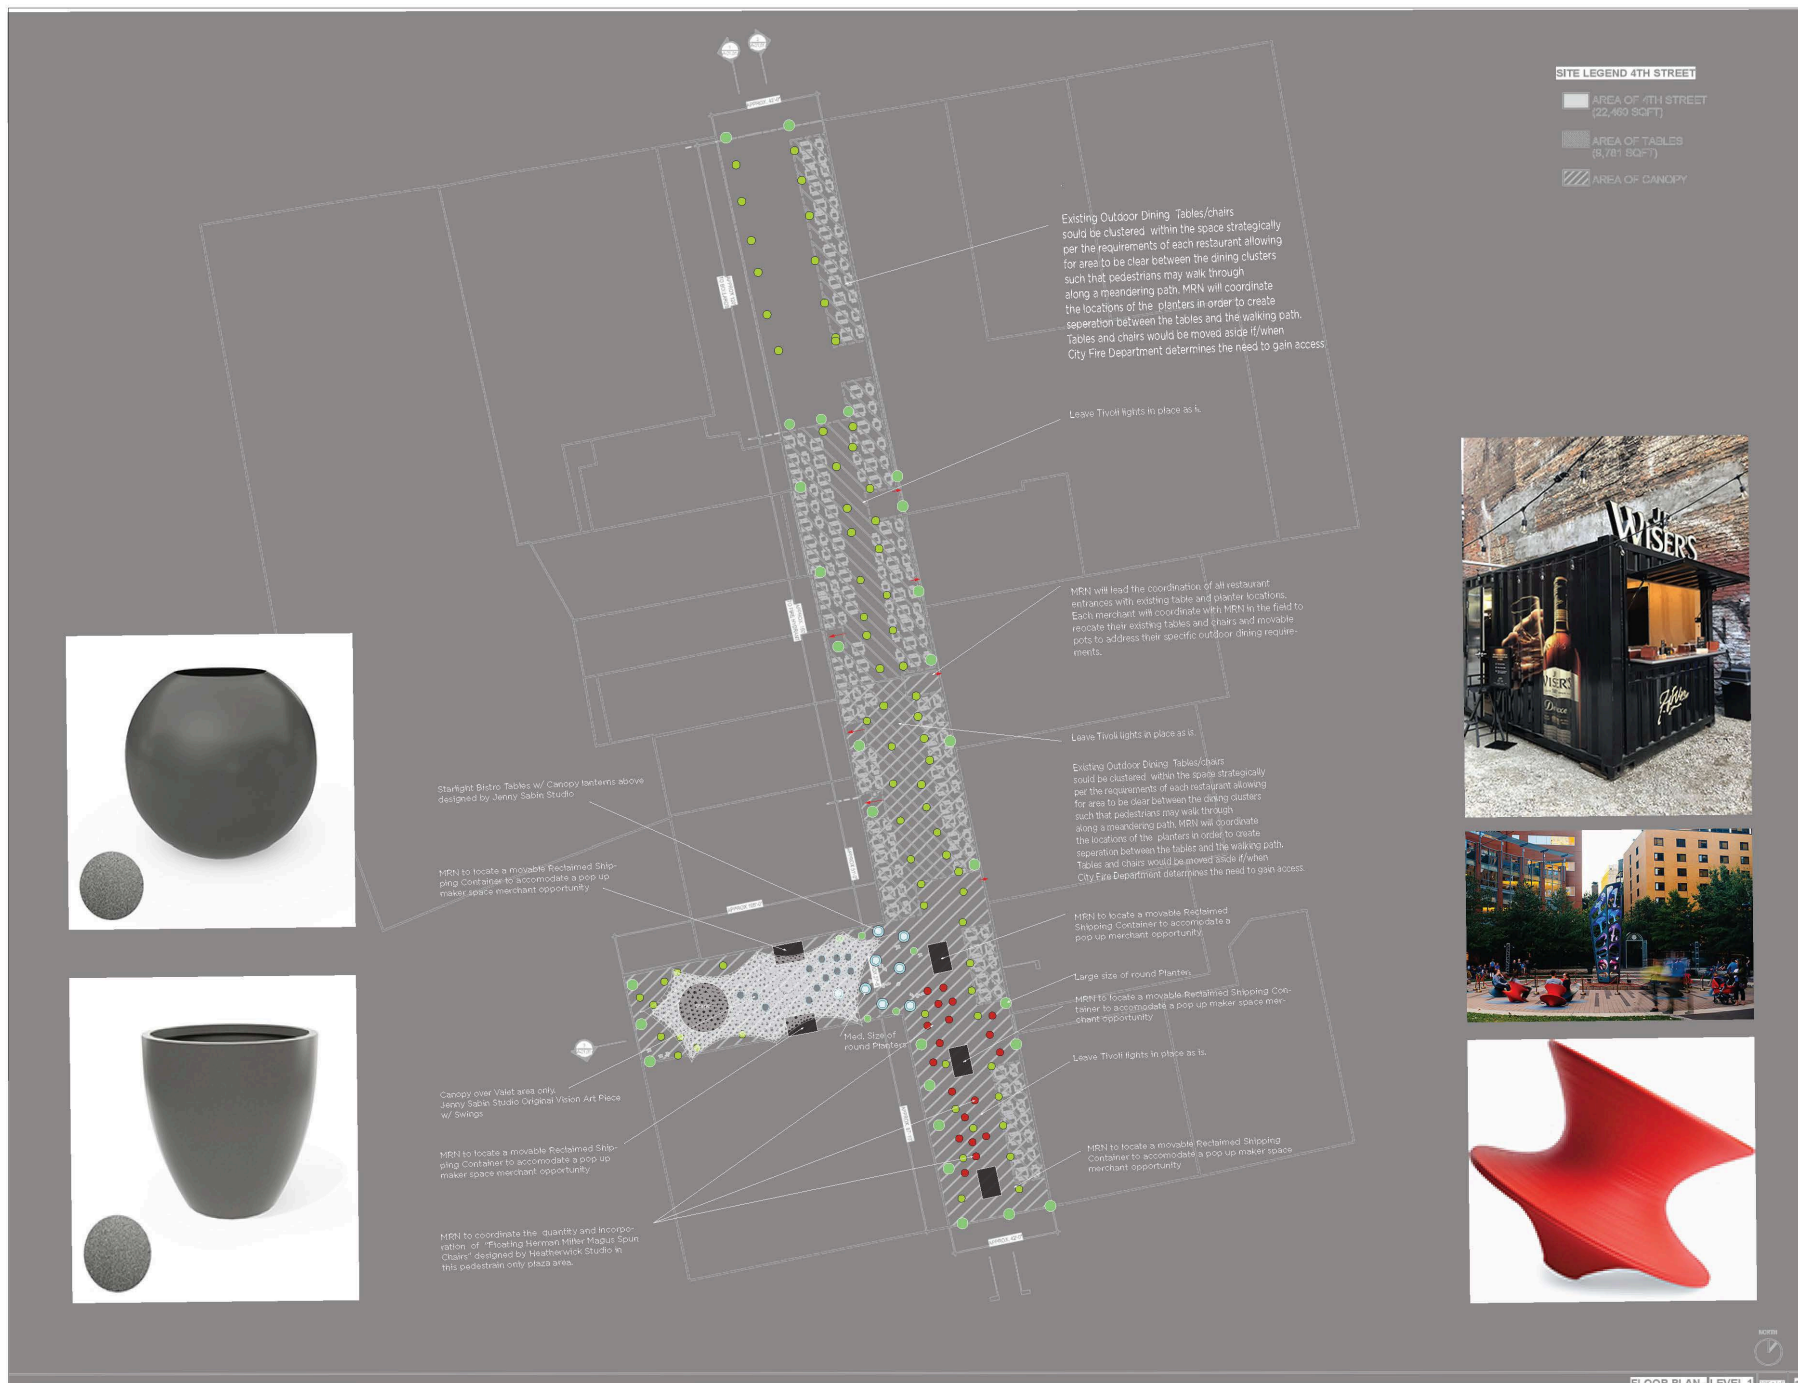 SITE LEGEND 4TH STREET
AREA OF 4TH STREET
(22,469 SQFT)
AREA OF TABLES
(9,781 SQFT)
AREA OF CANOPY
Existing Outdoor Dining Tables/chairs
sould be clustered within the space strategically
per the requirements of each restaurant allowing
for area to be clear between the dining clusters
such that pedestrians may walk through
along a meandering path. MRN will coordinate
the locations of the planters in order to create
seperation between the tables and the walking path.
Tables and chairs would be moved aside if/when
City Fire Department determines the need to gain access
Leave Tivoli lights in place as is.
MRN will lead the coordination of all restaurant
entrances with existing table and planter locations.
Each merchant will coordinate with MRN in the field to
reocate their existing tables and chairs and movable
pots to address their specific outdoor dining require-
ments.
Leave Tivoli lights in place as is.
Existing Outdoor Dining Tables/chairs
sould be clustered within the space strategically
per the requirements of each restaurant allowing
for area to be clear between the dining clusters
such that pedestrians may walk through
along a meandering path. MRN will coordinate
the locations of the planters in order to create
seperation between the tables and the walking path.
Tables and chairs would be moved aside if/when
City Fire Department determines the need to gain access
MRN to locate a movable Reclaimed
Shipping Container to accomodate a
pop up merchant opportunity
Large size of round Planters
MRN to locate a movable Reclaimed Shipping Con-
tainer to accomodate a pop up maker space mer-
chant opportunity
Leave Tivoli lights in place as is.
MRN to locate a movable Reclaimed Shipping
Container to accomodate a pop up maker space
merchant opportunity
Starlight Bistro Tables w/ Canopy lanterns above
designed by Jenny Sabin Studio
MRN to locate a movable Reclaimed Ship-
ping Container to accomodate a pop up
maker space merchant opportunity
Med. Size of
round Planters
Canopy over Valet area only.
Jenny Sabin Studio Original Vision Art Piece
w/ Swings
MRN to locate a movable Reclaimed Ship-
ping Container to accomodate a pop up
maker space merchant opportunity
MRN to coordinate the quantity and incorpo-
ration of "Floating Herman Miller Magus Spun
Chairs" designed by Heatherwick Studio in
this pedestrain only plaza area.
WISER'S
WISER'S
NORTH
FLOOR PLAN LEVEL 1